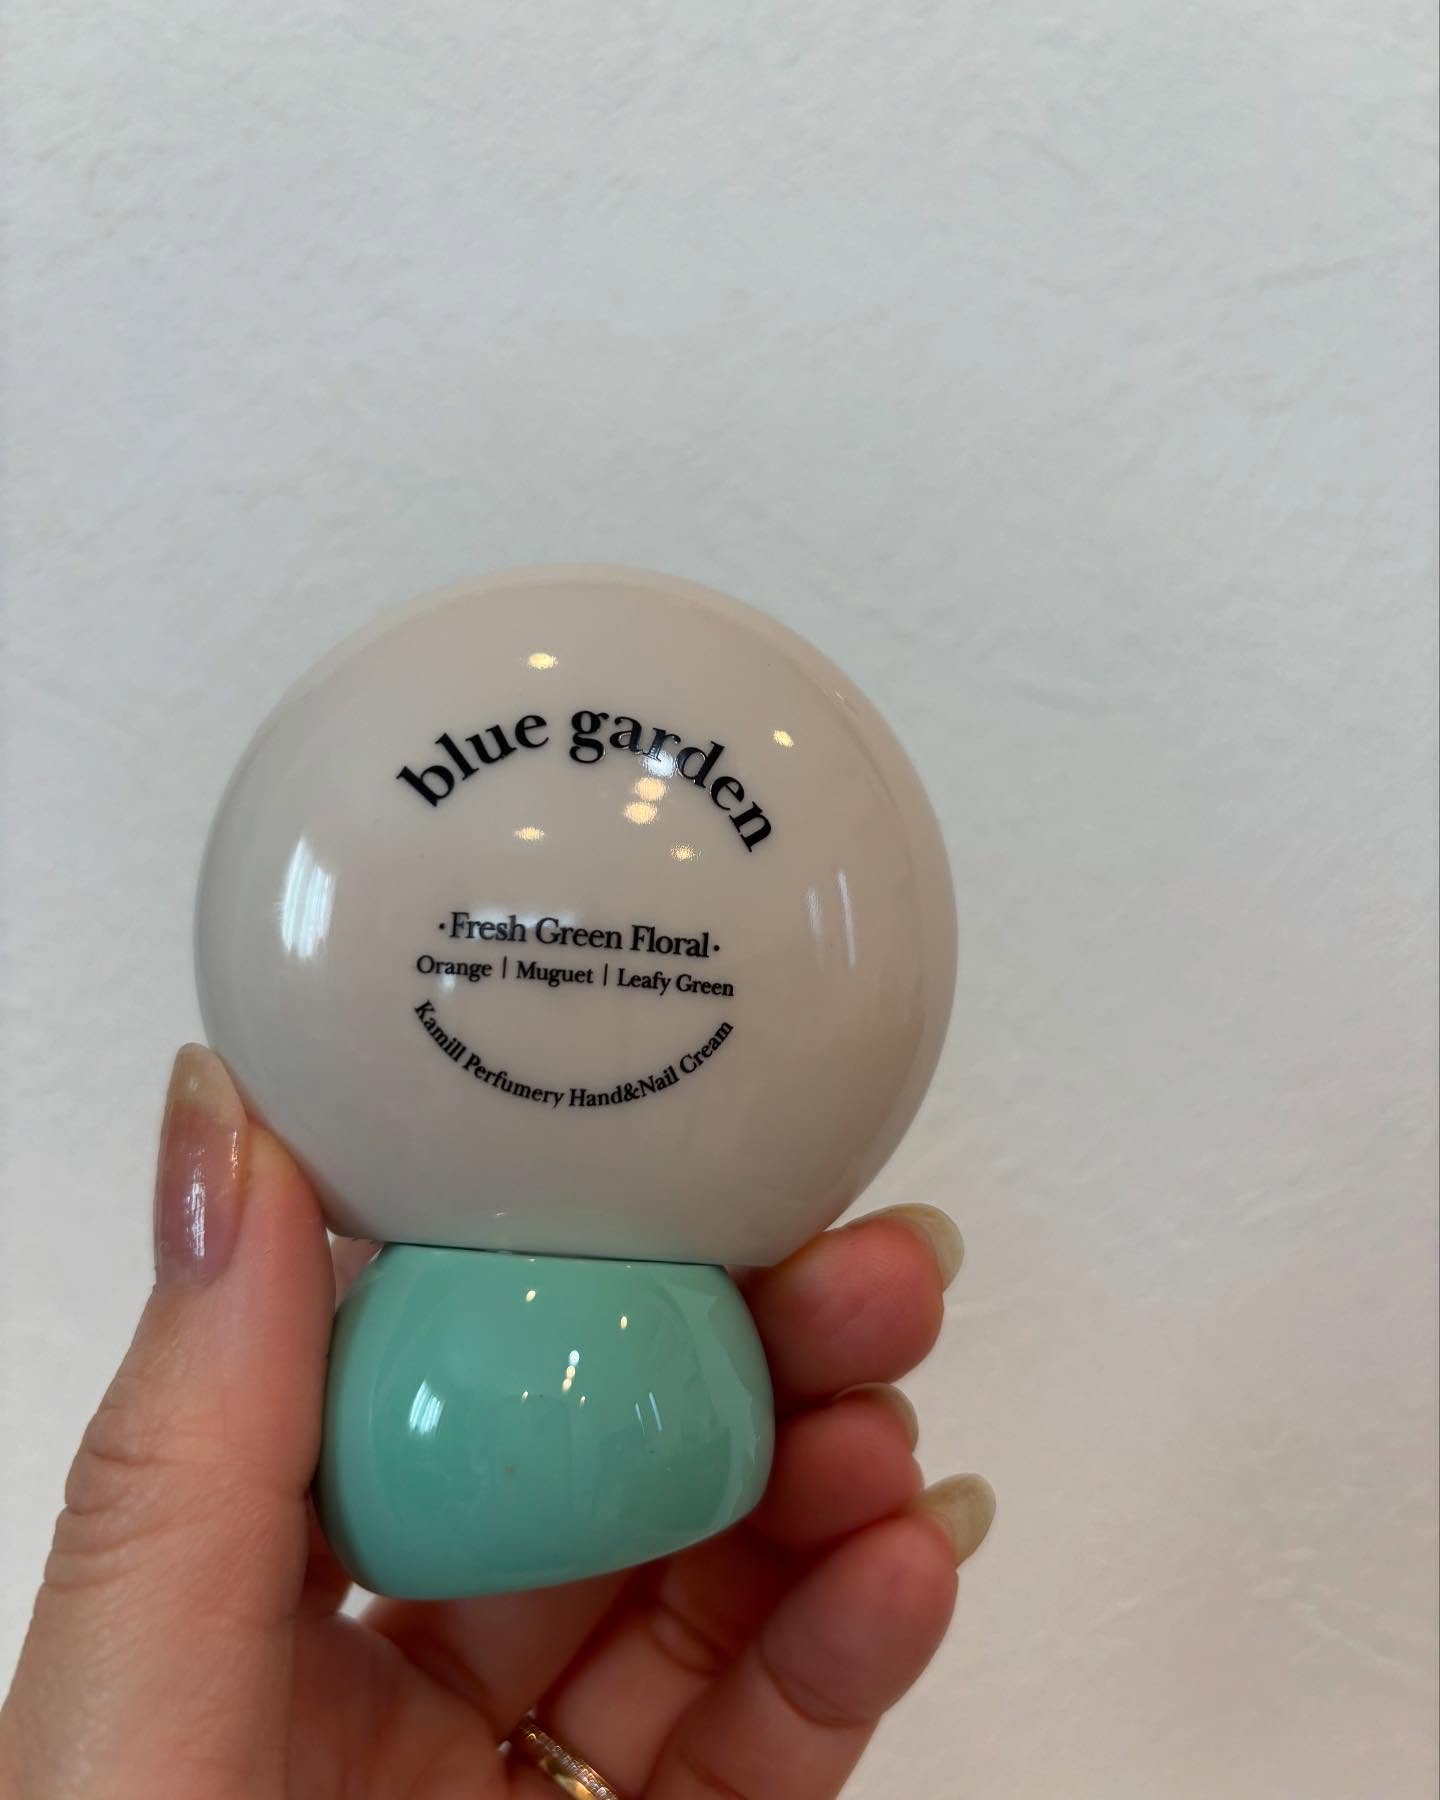 blue garden
·Fresh Green Floral·
Orange | Muguet | Leafy Green
Kamill Perfumery Hand&Nail Cream